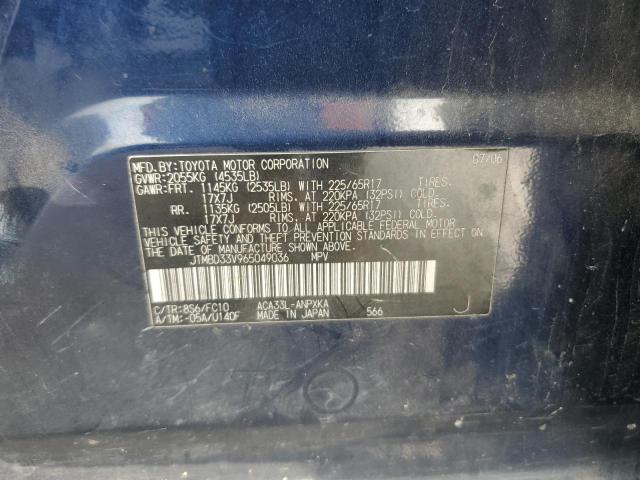 MFD.BY:TOYOTA MOTOR CORPORATION 07/06
GVWR:2055KG (4535LB)
GAWR:FRT. 1145KG (2535LB) WITH 225/65R17 TIRES.
17X7J RIMS. AT 220KPA (32PSI) COLD.
RR. 1135KG (2505LB) WITH 225/65R17 TIRES.
17X7J RIMS. AT 220KPA (32PSI) COLD.
THIS VEHICLE CONFORMS TO ALL APPLICABLE FEDERAL MOTOR
VEHICLE SAFETY STANDARDS IN EFFECT ON THE DATE OF
MANUFACTURE SHOWN ABOVE.
JTMBD33V965049036 MPV
C/TR:8S6/FC10 ACA33L-ANPXKA J
A/TM:-05A/U140F MADE IN JAPAN 566